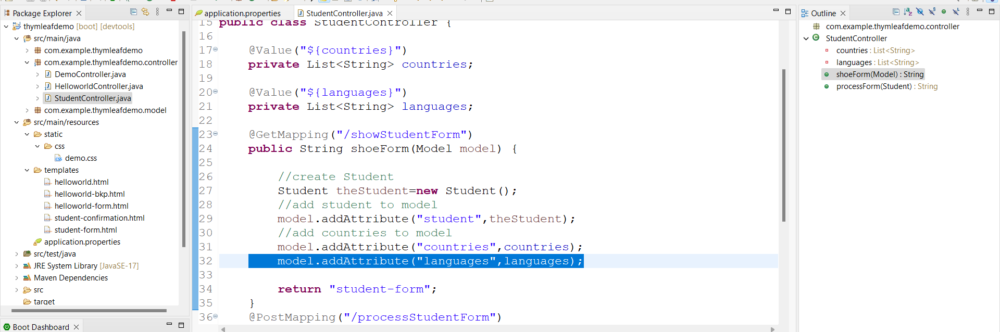 Package Explorer
thymleafdemo [boot] [devtools]
src/main/java
com.example.thymleafdemo
com.example.thymleafdemo.controller
DemoController.java
HelloworldController.java
StudentController.java
com.example.thymleafdemo.model
src/main/resources
static
css
demo.css
templates
helloworld.html
helloworld-bkp.html
helloworld-form.html
student-confirmation.html
student-form.html
application.properties
src/test/java
JRE System Library [JavaSE-17]
Maven Dependencies
src
target
Boot Dashboard
application.properties
StudentController.java
15 public class StudentController {
16
17 @Value("${countries}")
18 private List<String> countries;
19
20 @Value("${languages}")
21 private List<String> languages;
22
23 @GetMapping("/showStudentForm")
24 public String shoeForm(Model model) {
25
26 //create Student
27 Student theStudent=new Student();
28 //add student to model
29 model.addAttribute("student",theStudent);
30 //add countries to model
31 model.addAttribute("countries",countries);
32 model.addAttribute("languages",languages);
33
34 return "student-form";
35 }
36 @PostMapping("/processStudentForm")
Outline
com.example.thymleafdemo.controller
StudentController
countries : List<String>
languages : List<String>
shoeForm(Model) : String
processForm(Student) : String